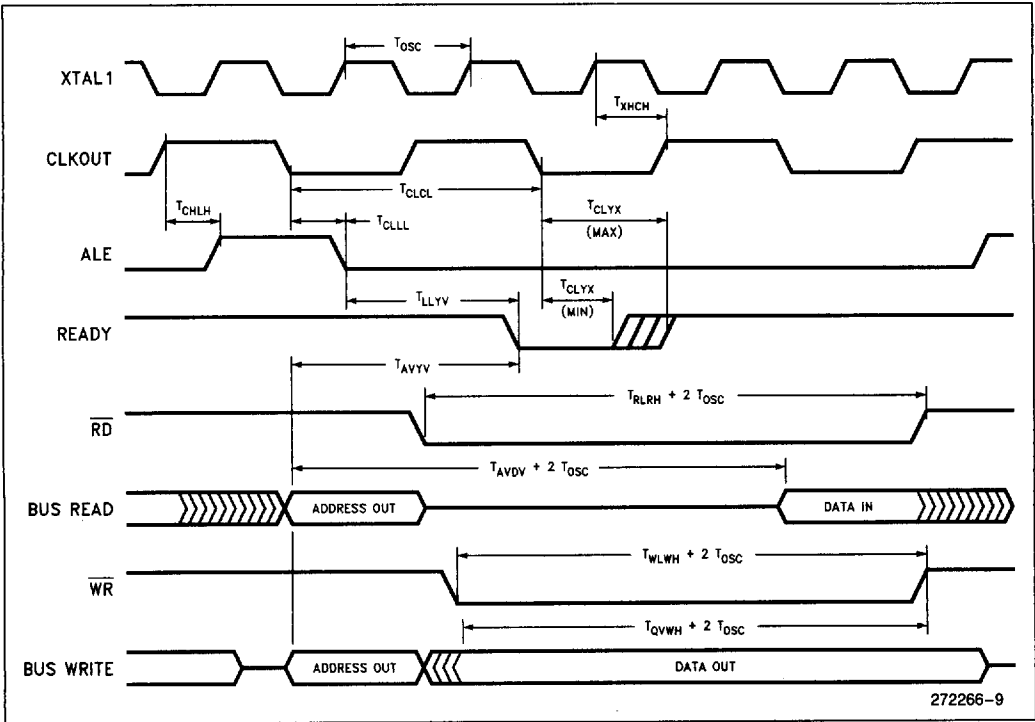 T_OSC
XTAL1
T_XHCH
CLKOUT
T_CLCL
T_CHLH
T_CLLL
T_CLYX
(MAX)
ALE
T_LLYV
T_CLYX
(MIN)
READY
T_AVYV
T_RLRH + 2 T_OSC
RD
T_AVDV + 2 T_OSC
BUS READ
ADDRESS OUT
DATA IN
T_WLWH + 2 T_OSC
WR
T_QVWH + 2 T_OSC
BUS WRITE
ADDRESS OUT
DATA OUT
272266-9